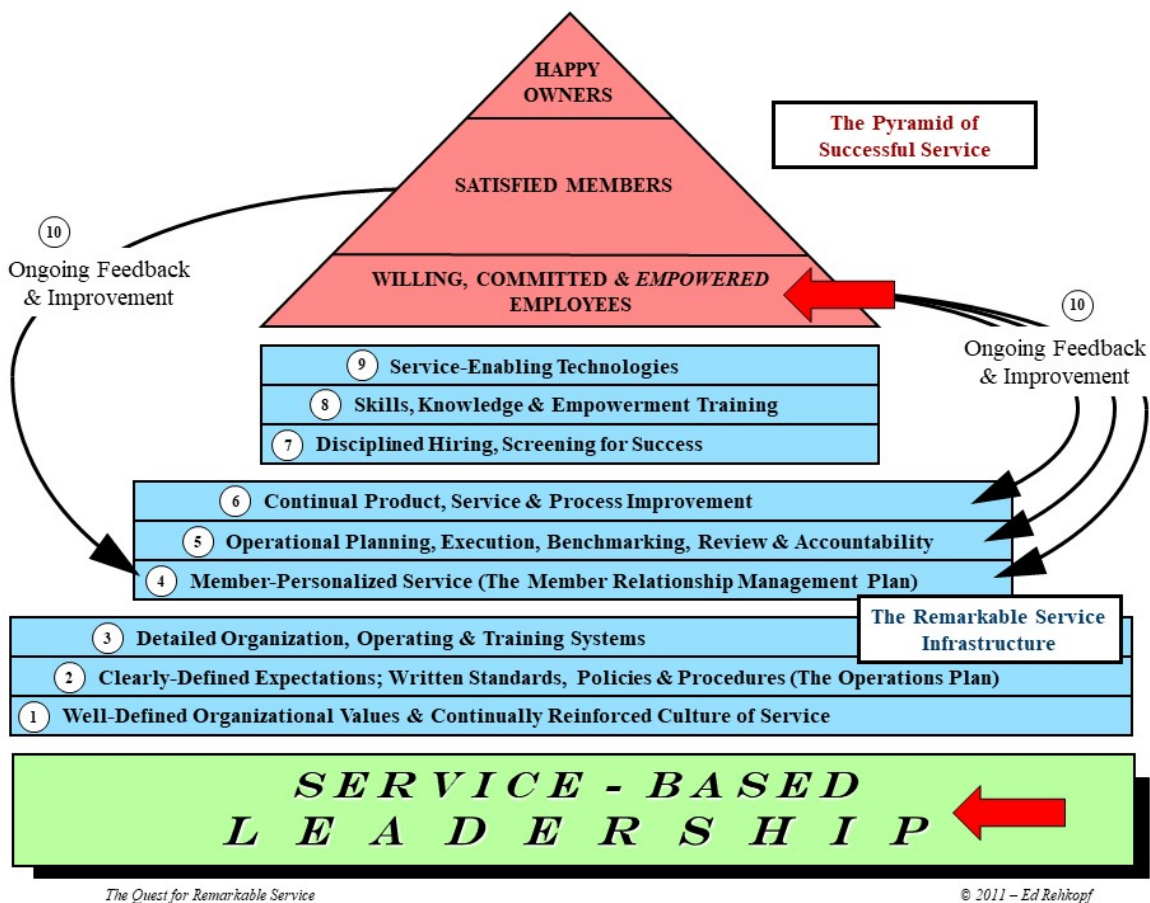 HAPPY
OWNERS
The Pyramid of
Successful Service
SATISFIED MEMBERS
10
Ongoing Feedback
& Improvement
WILLING, COMMITTED & EMPOWERED
EMPLOYEES
10
Ongoing Feedback
& Improvement
9 Service-Enabling Technologies
8 Skills, Knowledge & Empowerment Training
7 Disciplined Hiring, Screening for Success
6 Continual Product, Service & Process Improvement
5 Operational Planning, Execution, Benchmarking, Review & Accountability
4 Member-Personalized Service (The Member Relationship Management Plan)
The Remarkable Service
Infrastructure
3 Detailed Organization, Operating & Training Systems
2 Clearly-Defined Expectations; Written Standards, Policies & Procedures (The Operations Plan)
1 Well-Defined Organizational Values & Continually Reinforced Culture of Service
SERVICE - BASED
LEADERSHIP
The Quest for Remarkable Service
© 2011 – Ed Rehkopf